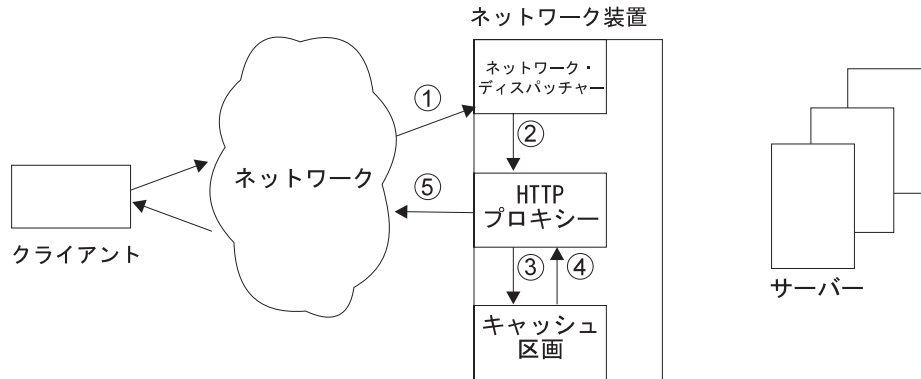 ネットワーク装置
ネットワーク・
ディスパッチャー
①
②
ネットワーク
⑤
HTTP
プロキシー
クライアント
③
④
サーバー
キャッシュ
区画